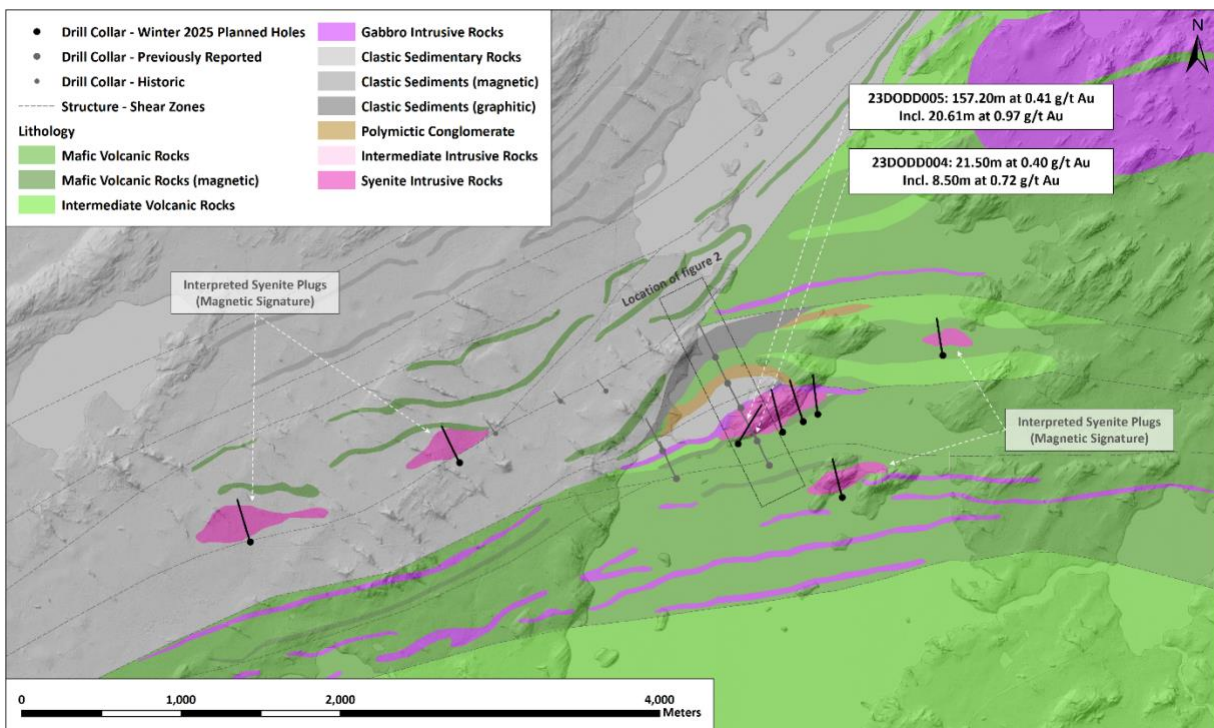 Drill Collar - Winter 2025 Planned Holes
Drill Collar - Previously Reported
Drill Collar - Historic
Structure - Shear Zones
Lithology
Mafic Volcanic Rocks
Mafic Volcanic Rocks (magnetic)
Intermediate Volcanic Rocks
Gabbro Intrusive Rocks
Clastic Sedimentary Rocks
Clastic Sediments (magnetic)
Clastic Sediments (graphitic)
Polymictic Conglomerate
Intermediate Intrusive Rocks
Syenite Intrusive Rocks
N
23DODD005: 157.20m at 0.41 g/t Au
Incl. 20.61m at 0.97 g/t Au
23DODD004: 21.50m at 0.40 g/t Au
Incl. 8.50m at 0.72 g/t Au
Location of figure 2
Interpreted Syenite Plugs
(Magnetic Signature)
Interpreted Syenite Plugs
(Magnetic Signature)
0 1,000 2,000 4,000
Meters